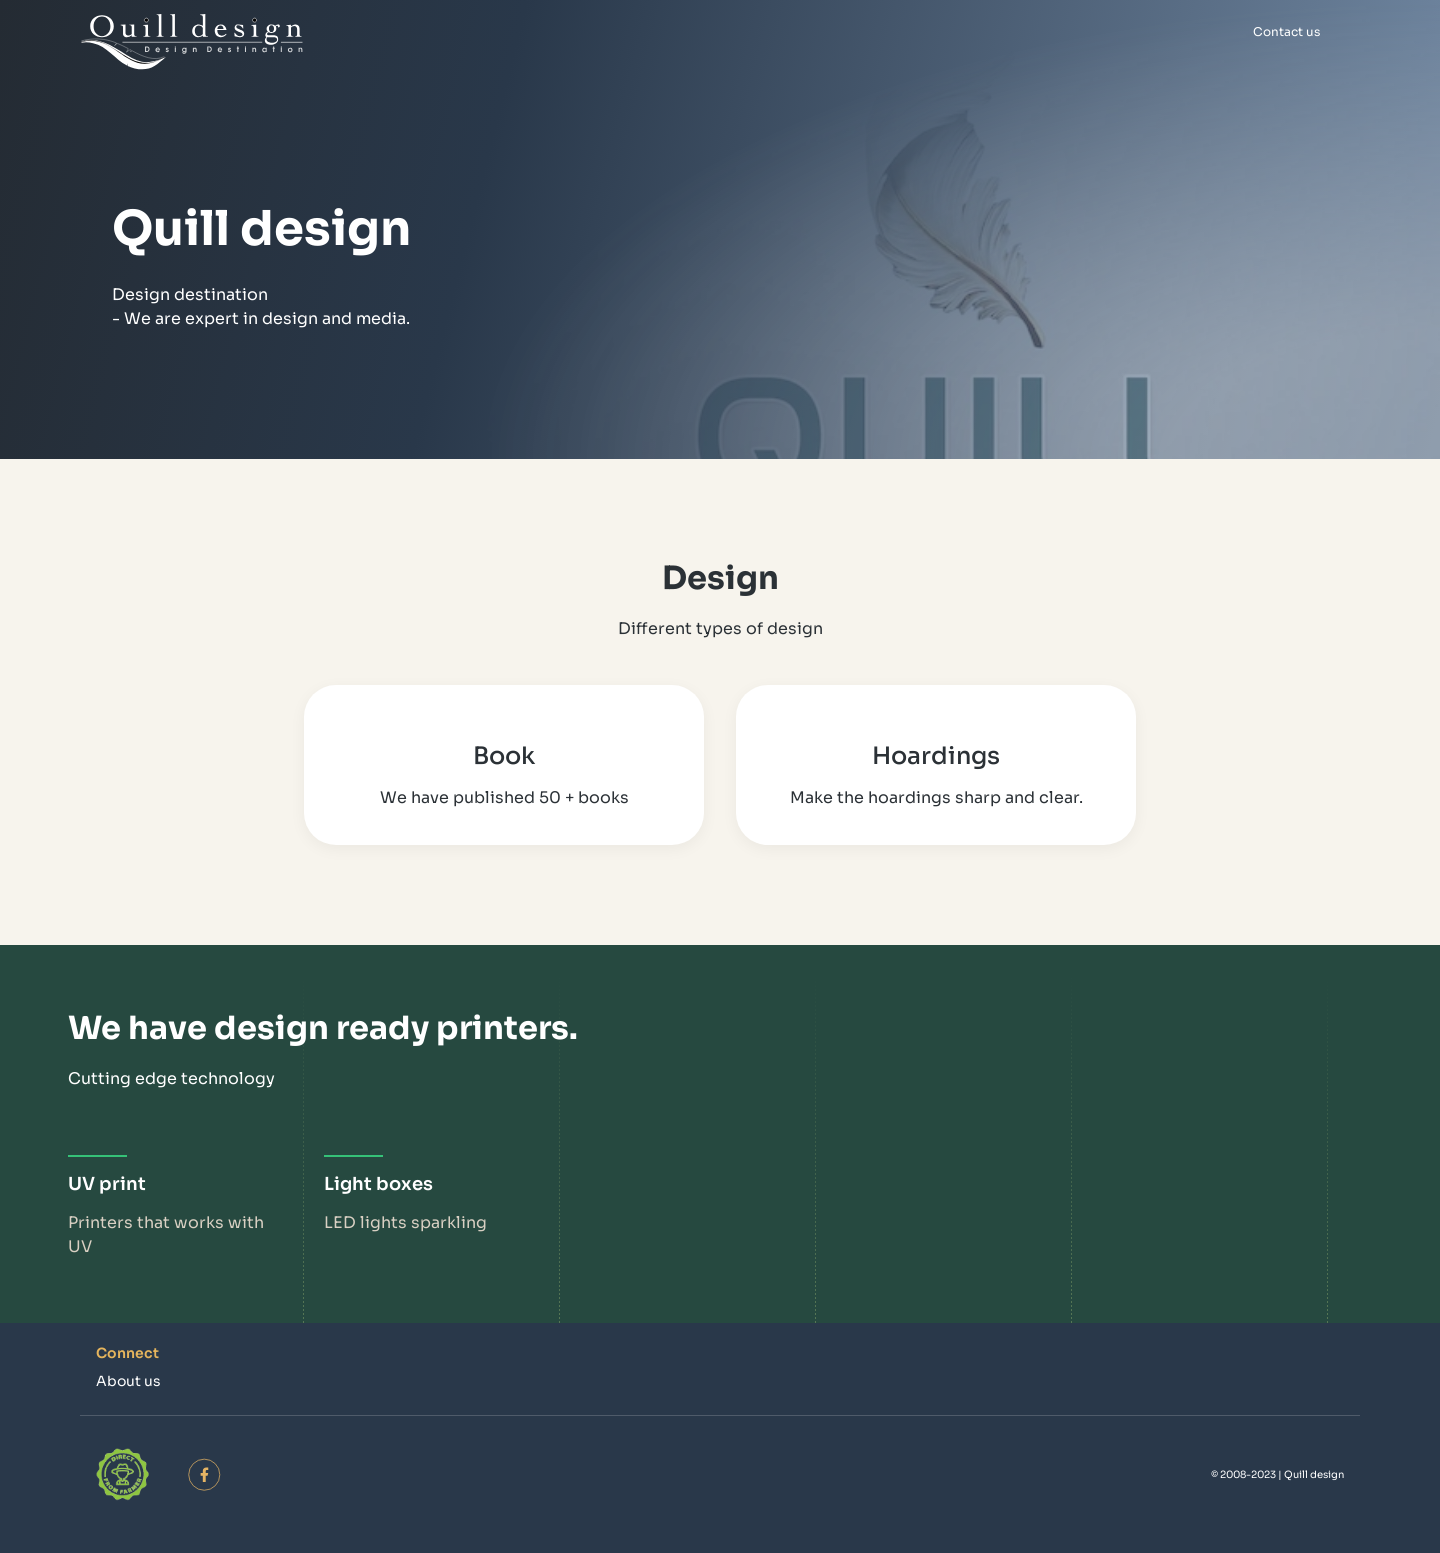 Quill design
Design Destination
Contact us
Quill design
Design destination
- We are expert in design and media.
QUILL
Design
Different types of design
Book
We have published 50 + books
Hoardings
Make the hoardings sharp and clear.
We have design ready printers.
Cutting edge technology
UV print
Printers that works with
UV
Light boxes
LED lights sparkling
Connect
About us
DIRECT
FROM FARMER
© 2008-2023 | Quill design